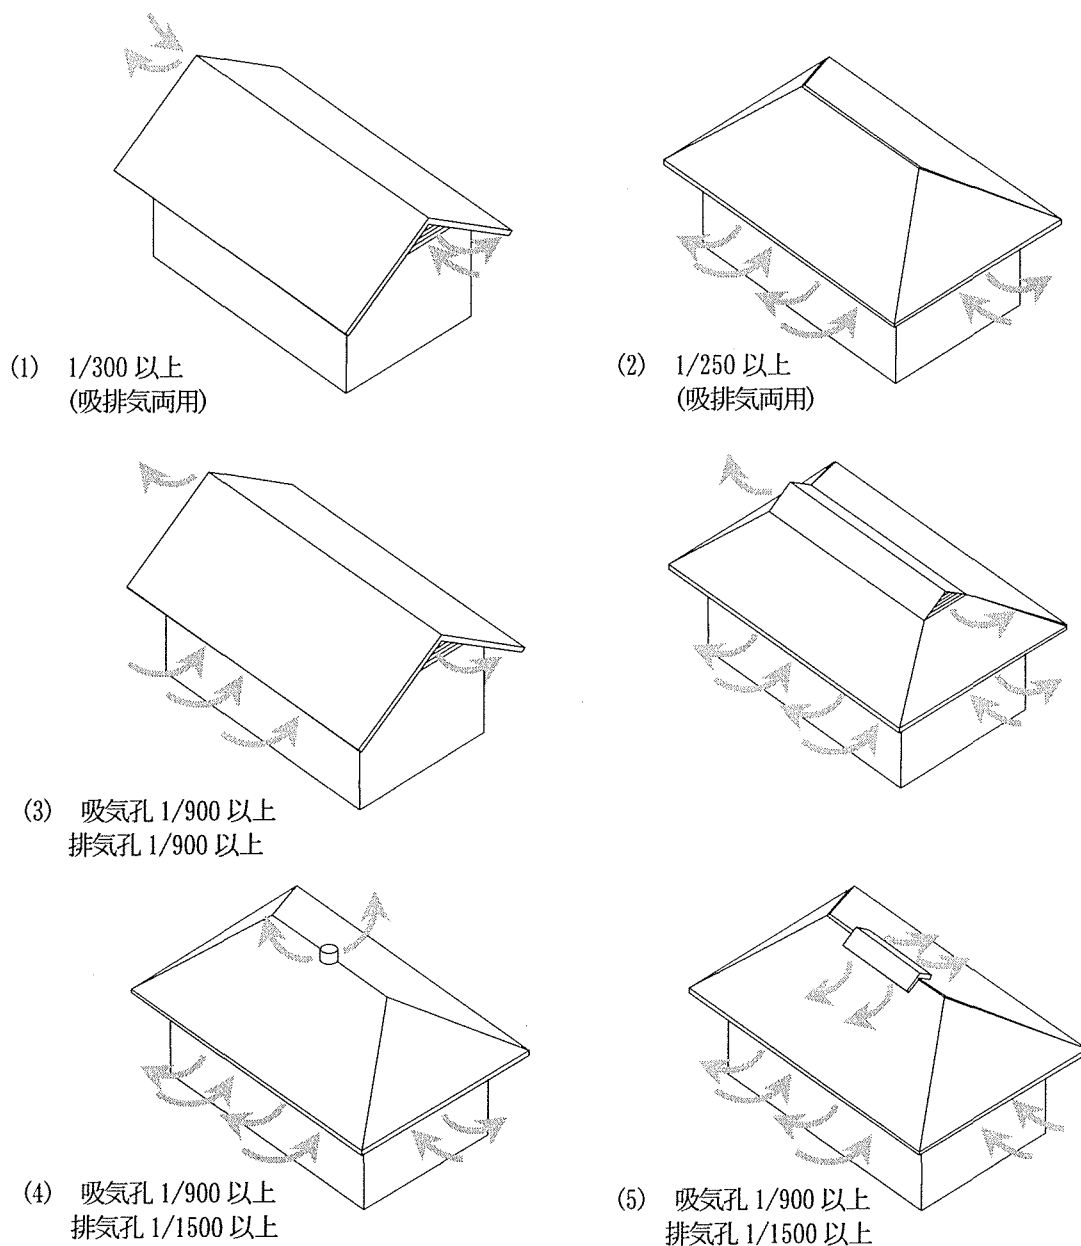 (1) 1/300 以上
(吸排気両用)
(2) 1/250 以上
(吸排気両用)
(3) 吸気孔 1/900 以上
排気孔 1/900 以上
(4) 吸気孔 1/900 以上
排気孔 1/1500 以上
(5) 吸気孔 1/900 以上
排気孔 1/1500 以上